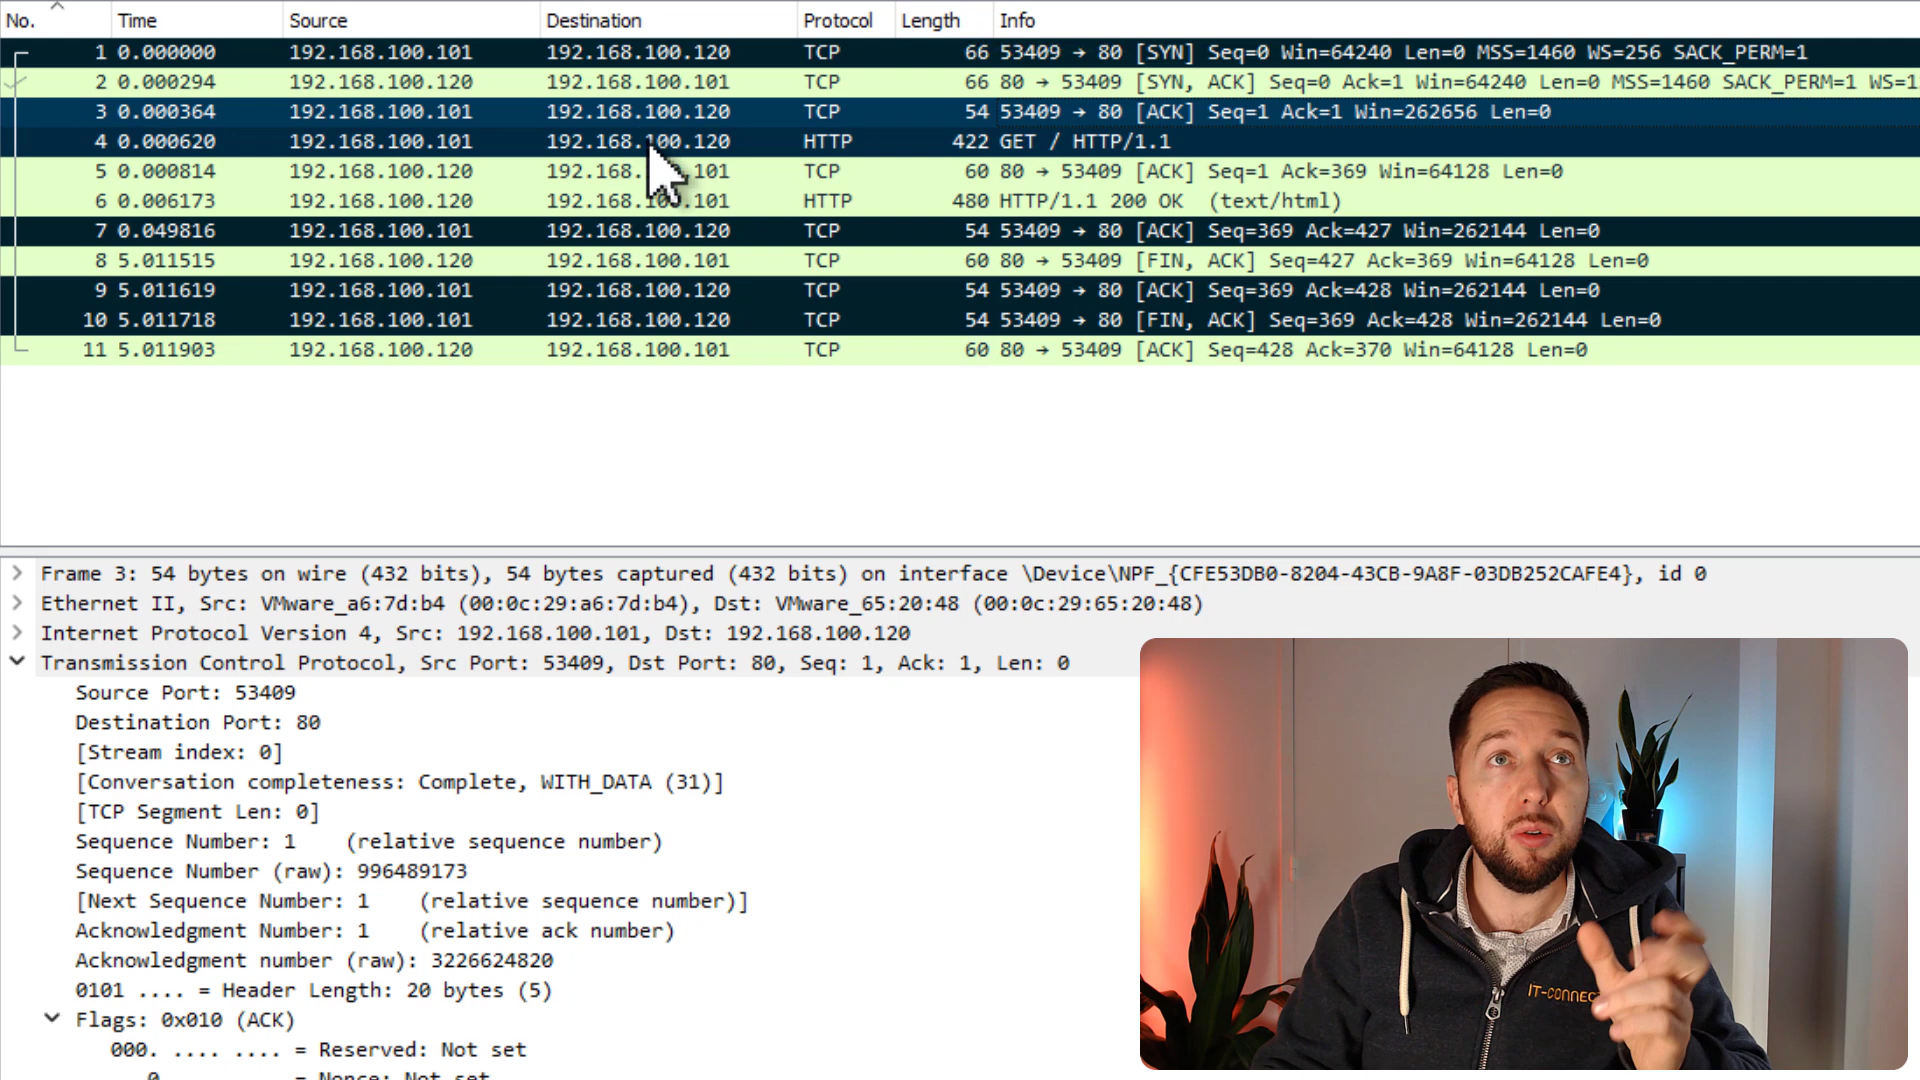 No. Time Source Destination Protocol Length Info
1 0.000000 192.168.100.101 192.168.100.120 TCP 66 53409 → 80 [SYN] Seq=0 Win=64240 Len=0 MSS=1460 WS=256 SACK_PERM=1
2 0.000294 192.168.100.120 192.168.100.101 TCP 66 80 → 53409 [SYN, ACK] Seq=0 Ack=1 Win=64240 Len=0 MSS=1460 SACK_PERM=1 WS=1
3 0.000364 192.168.100.101 192.168.100.120 TCP 54 53409 → 80 [ACK] Seq=1 Ack=1 Win=262656 Len=0
4 0.000620 192.168.100.101 192.168.100.120 HTTP 422 GET / HTTP/1.1
5 0.000814 192.168.100.120 192.168. .101 TCP 60 80 → 53409 [ACK] Seq=1 Ack=369 Win=64128 Len=0
6 0.006173 192.168.100.120 192.168.100.101 HTTP 480 HTTP/1.1 200 OK (text/html)
7 0.049816 192.168.100.101 192.168.100.120 TCP 54 53409 → 80 [ACK] Seq=369 Ack=427 Win=262144 Len=0
8 5.011515 192.168.100.120 192.168.100.101 TCP 60 80 → 53409 [FIN, ACK] Seq=427 Ack=369 Win=64128 Len=0
9 5.011619 192.168.100.101 192.168.100.120 TCP 54 53409 → 80 [ACK] Seq=369 Ack=428 Win=262144 Len=0
10 5.011718 192.168.100.101 192.168.100.120 TCP 54 53409 → 80 [FIN, ACK] Seq=369 Ack=428 Win=262144 Len=0
11 5.011903 192.168.100.120 192.168.100.101 TCP 60 80 → 53409 [ACK] Seq=428 Ack=370 Win=64128 Len=0
Frame 3: 54 bytes on wire (432 bits), 54 bytes captured (432 bits) on interface \Device\NPF_{CFE53DB0-8204-43CB-9A8F-03DB252CAFE4}, id 0
Ethernet II, Src: VMware_a6:7d:b4 (00:0c:29:a6:7d:b4), Dst: VMware_65:20:48 (00:0c:29:65:20:48)
Internet Protocol Version 4, Src: 192.168.100.101, Dst: 192.168.100.120
Transmission Control Protocol, Src Port: 53409, Dst Port: 80, Seq: 1, Ack: 1, Len: 0
Source Port: 53409
Destination Port: 80
[Stream index: 0]
[Conversation completeness: Complete, WITH_DATA (31)]
[TCP Segment Len: 0]
Sequence Number: 1 (relative sequence number)
Sequence Number (raw): 996489173
[Next Sequence Number: 1 (relative sequence number)]
Acknowledgment Number: 1 (relative ack number)
Acknowledgment number (raw): 3226624820
0101 .... = Header Length: 20 bytes (5)
Flags: 0x010 (ACK)
000. .... .... = Reserved: Not set
...0 .... .... = Nonce: Not set
IT-CONNEC